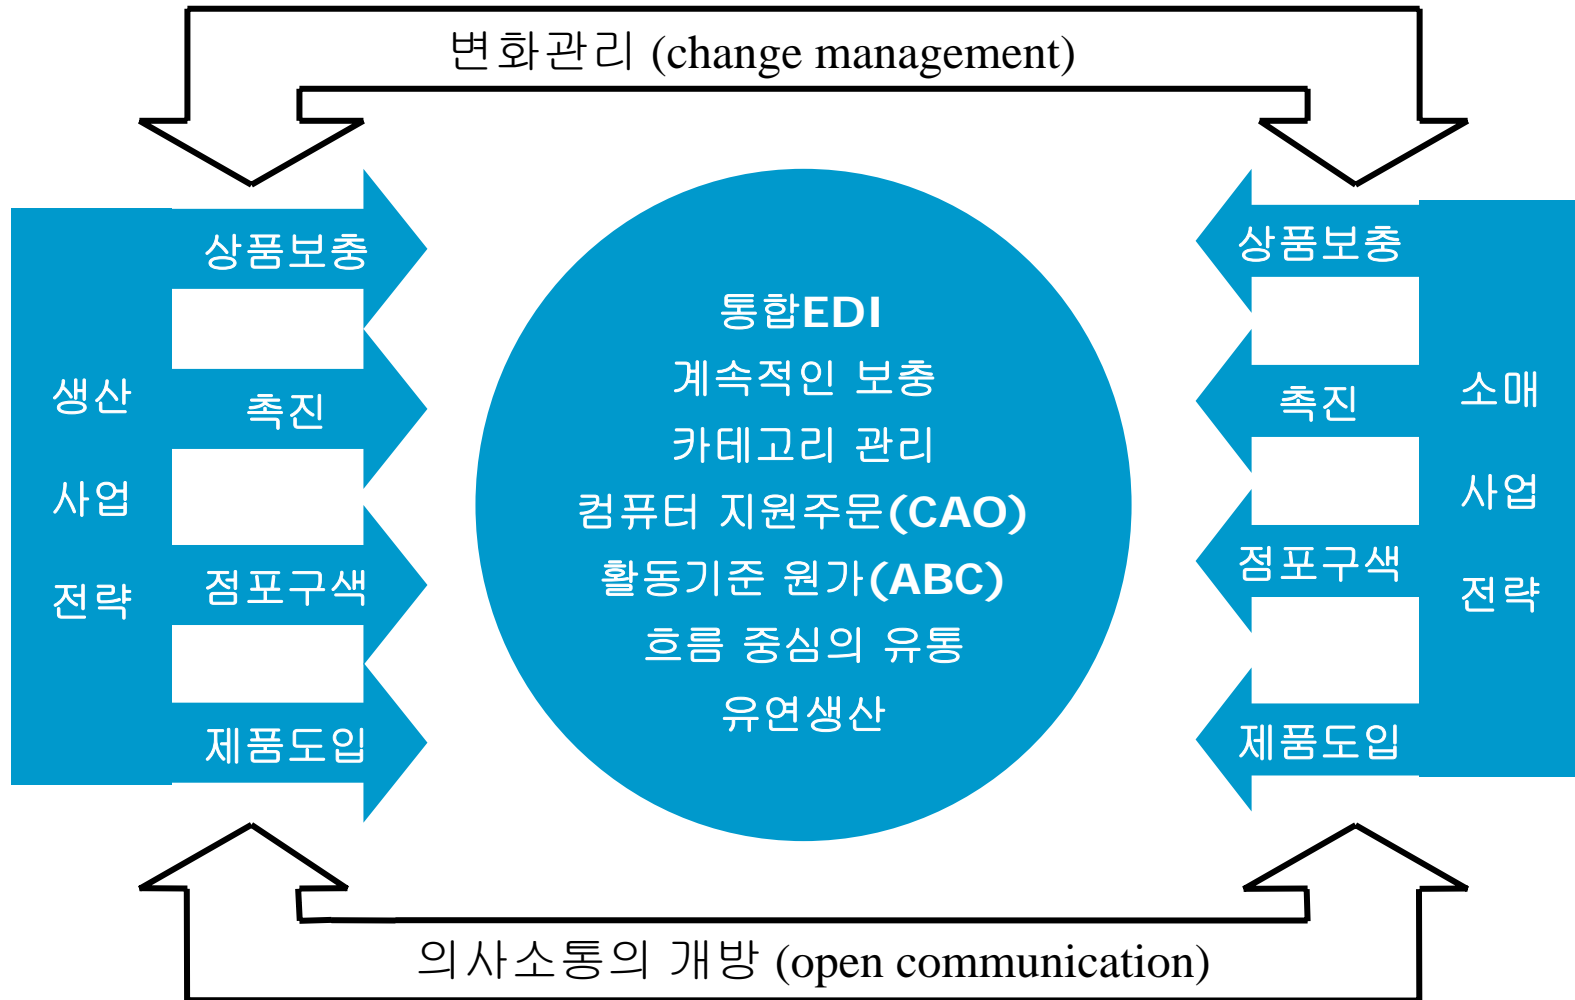 변화관리 (change management)
상품보충
촉진
점포구색
제품도입
생산
사업
전략
통합EDI
계속적인 보충
카테고리 관리
컴퓨터 지원주문(CAO)
활동기준 원가(ABC)
흐름 중심의 유통
유연생산
상품보충
촉진
점포구색
제품도입
소매
사업
전략
의사소통의 개방 (open communication)